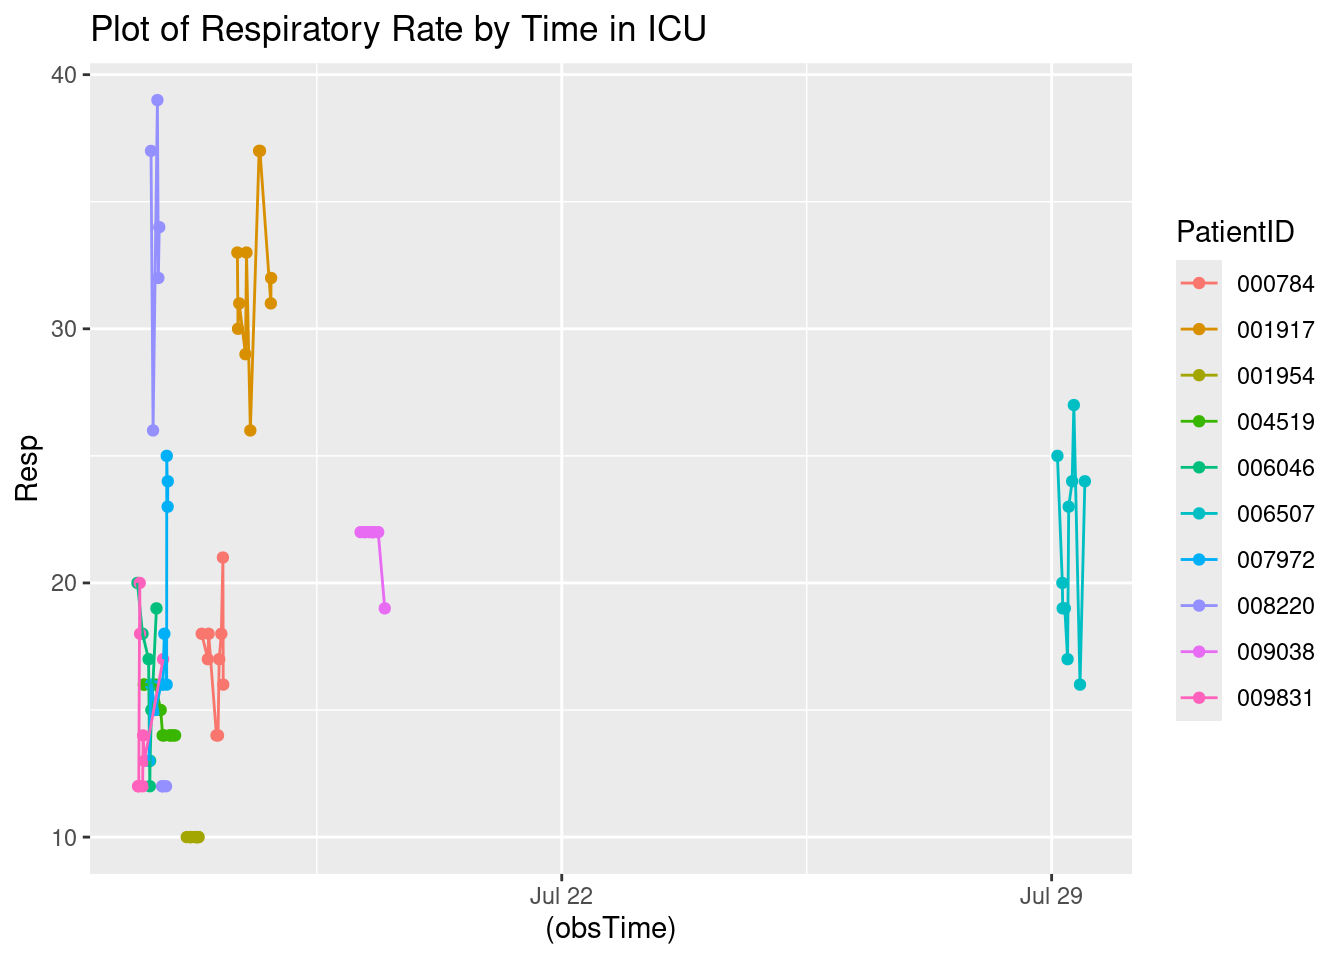 Plot of Respiratory Rate by Time in ICU
40
30
20
10
Resp
Jul 22
Jul 29
(obsTime)
PatientID
000784
001917
001954
004519
006046
006507
007972
008220
009038
009831